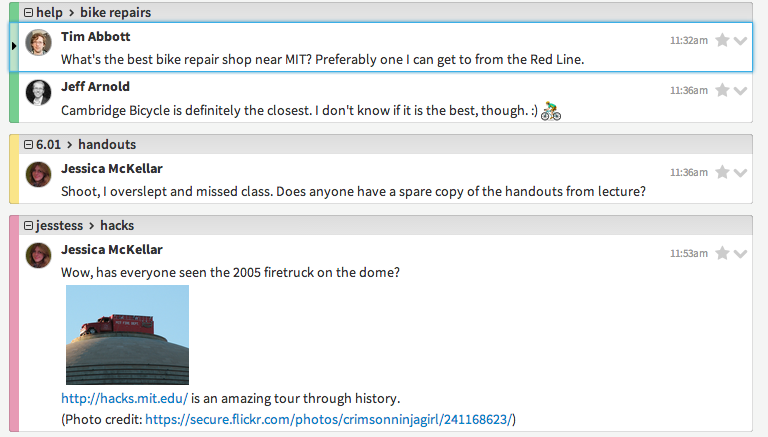 help > bike repairs
Tim Abbott
11:32am
What's the best bike repair shop near MIT? Preferably one I can get to from the Red Line.
Jeff Arnold
11:36am
Cambridge Bicycle is definitely the closest. I don't know if it is the best, though. :)
6.01 > handouts
Jessica McKellar
11:36am
Shoot, I overslept and missed class. Does anyone have a spare copy of the handouts from lecture?
jesstess > hacks
Jessica McKellar
11:53am
Wow, has everyone seen the 2005 firetruck on the dome?
http://hacks.mit.edu/ is an amazing tour through history.
(Photo credit: https://secure.flickr.com/photos/crimsonninjagirl/241168623/)